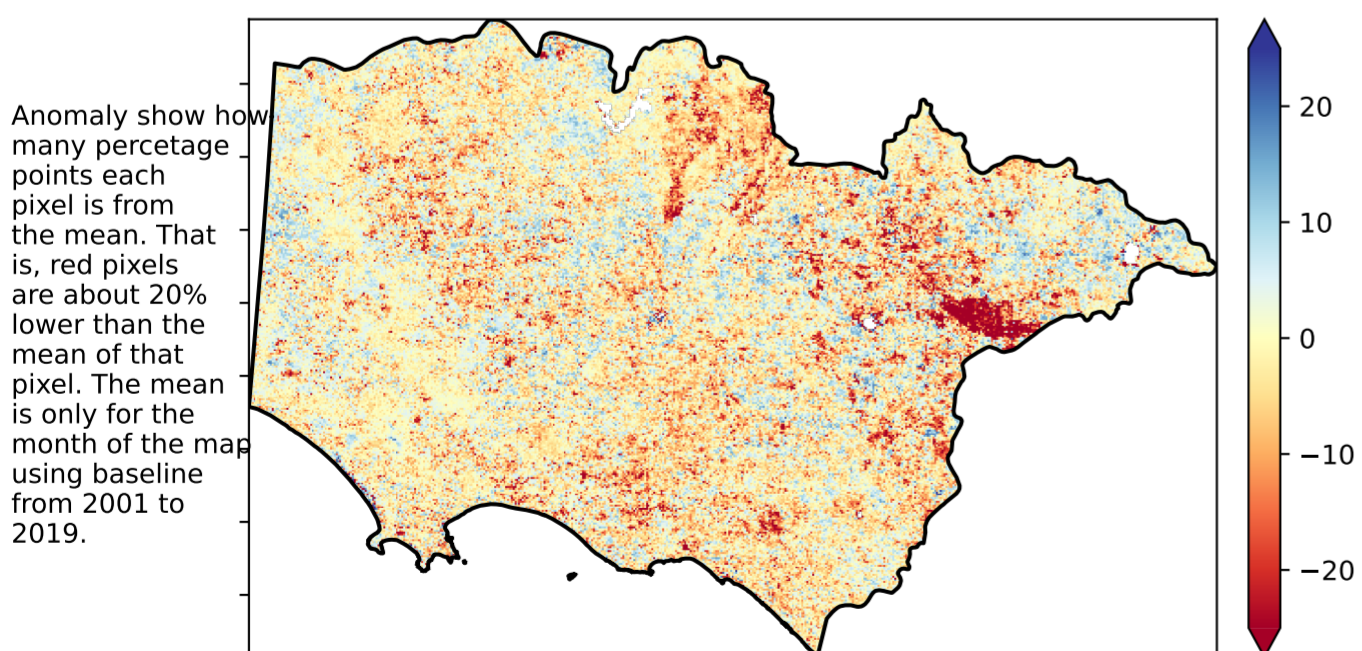 Anomaly show how
many percetage
points each
pixel is from
the mean. That
is, red pixels
are about 20%
lower than the
mean of that
pixel. The mean
is only for the
month of the map
using baseline
from 2001 to
2019.
20
10
0
−10
−20